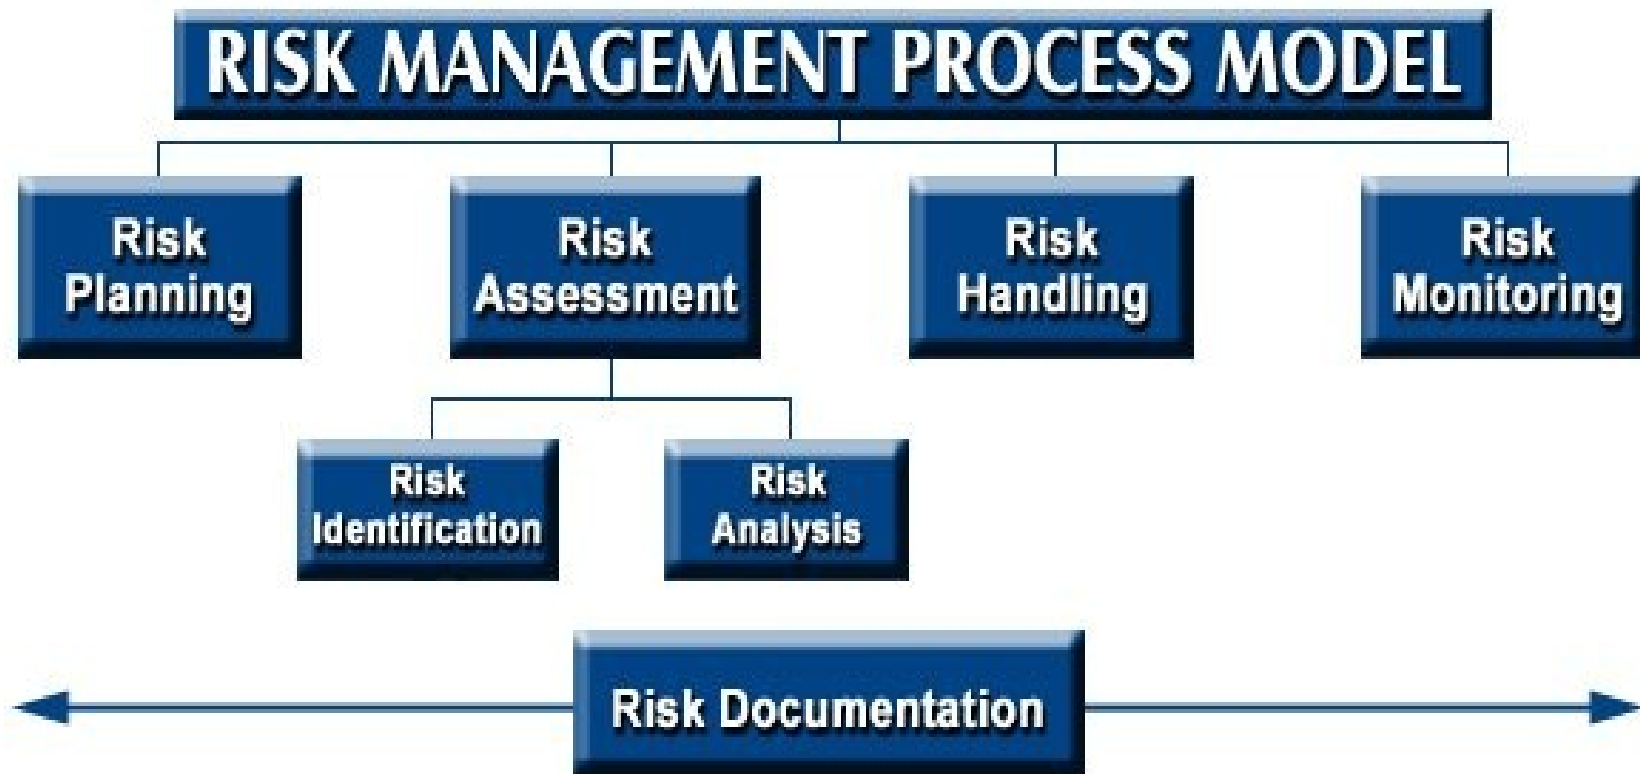 RISK MANAGEMENT PROCESS MODEL
Risk
Planning
Risk
Assessment
Risk
Handling
Risk
Monitoring
Risk
Identification
Risk
Analysis
Risk Documentation